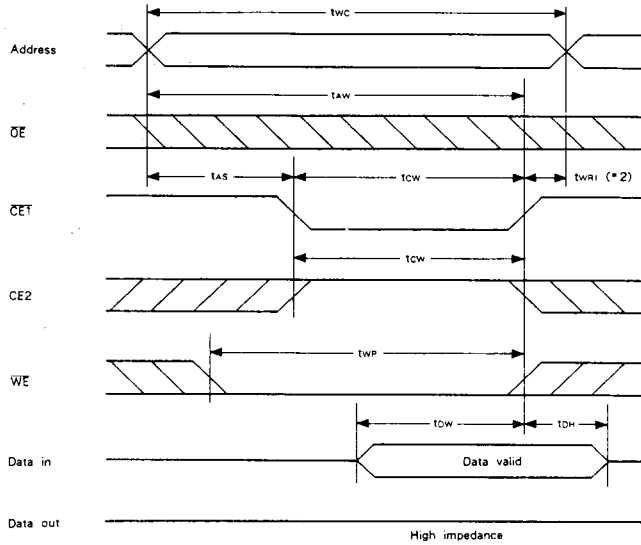 tWC
Address
tAW
OE
tAS
tCW
tWR1 (*2)
CE1
tCW
CE2
tWP
WE
tDW
tDH
Data in
Data valid
Data out
High impedance